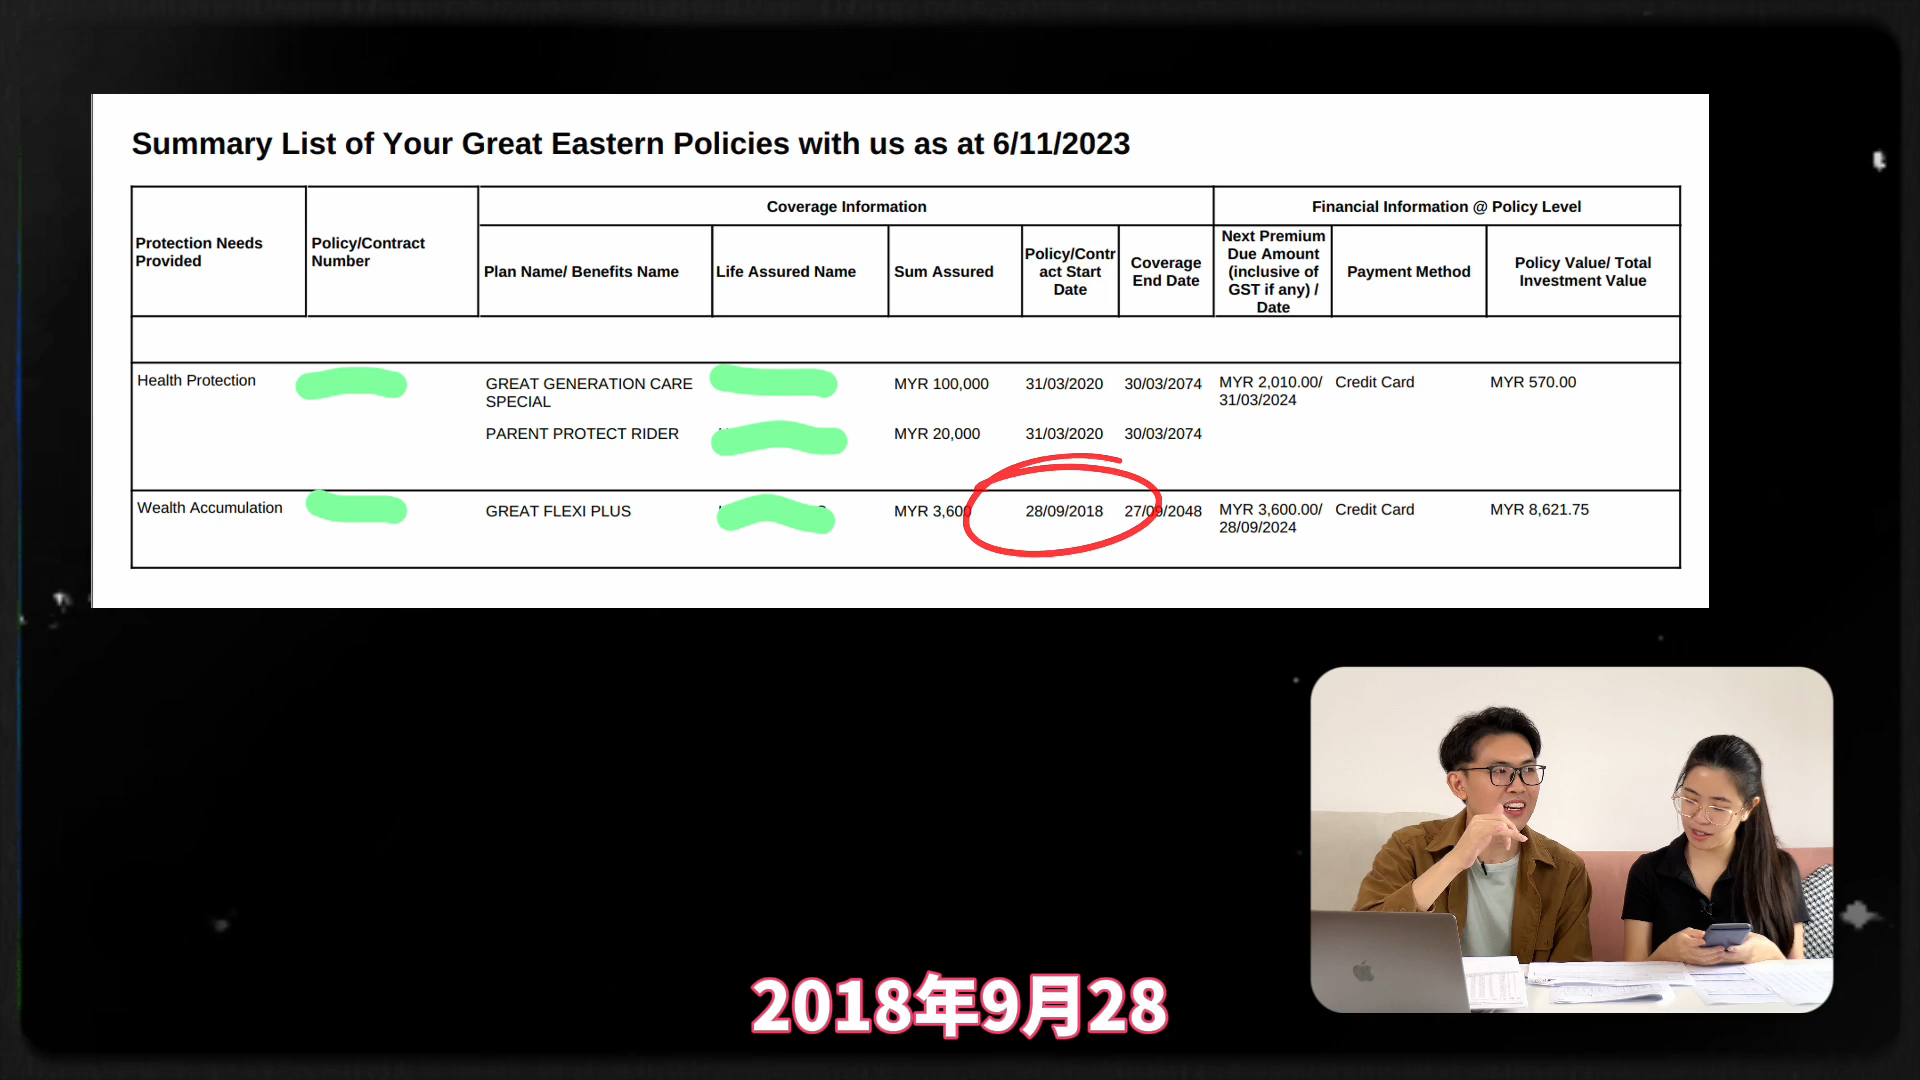 Summary List of Your Great Eastern Policies with us as at 6/11/2023
Protection Needs
Provided
Policy/Contract
Number
Coverage Information
Financial Information @ Policy Level
Plan Name/ Benefits Name
Life Assured Name
Sum Assured
Policy/Contr
act Start
Date
Coverage
End Date
Next Premium
Due Amount
(inclusive of
GST if any) /
Date
Payment Method
Policy Value/ Total
Investment Value
Health Protection
GREAT GENERATION CARE
SPECIAL
MYR 100,000
31/03/2020
30/03/2074
MYR 2,010.00/
31/03/2024
Credit Card
MYR 570.00
PARENT PROTECT RIDER
MYR 20,000
31/03/2020
30/03/2074
Wealth Accumulation
GREAT FLEXI PLUS
MYR 3,600
28/09/2018
27/09/2048
MYR 3,600.00/
28/09/2024
Credit Card
MYR 8,621.75
2018年9月28